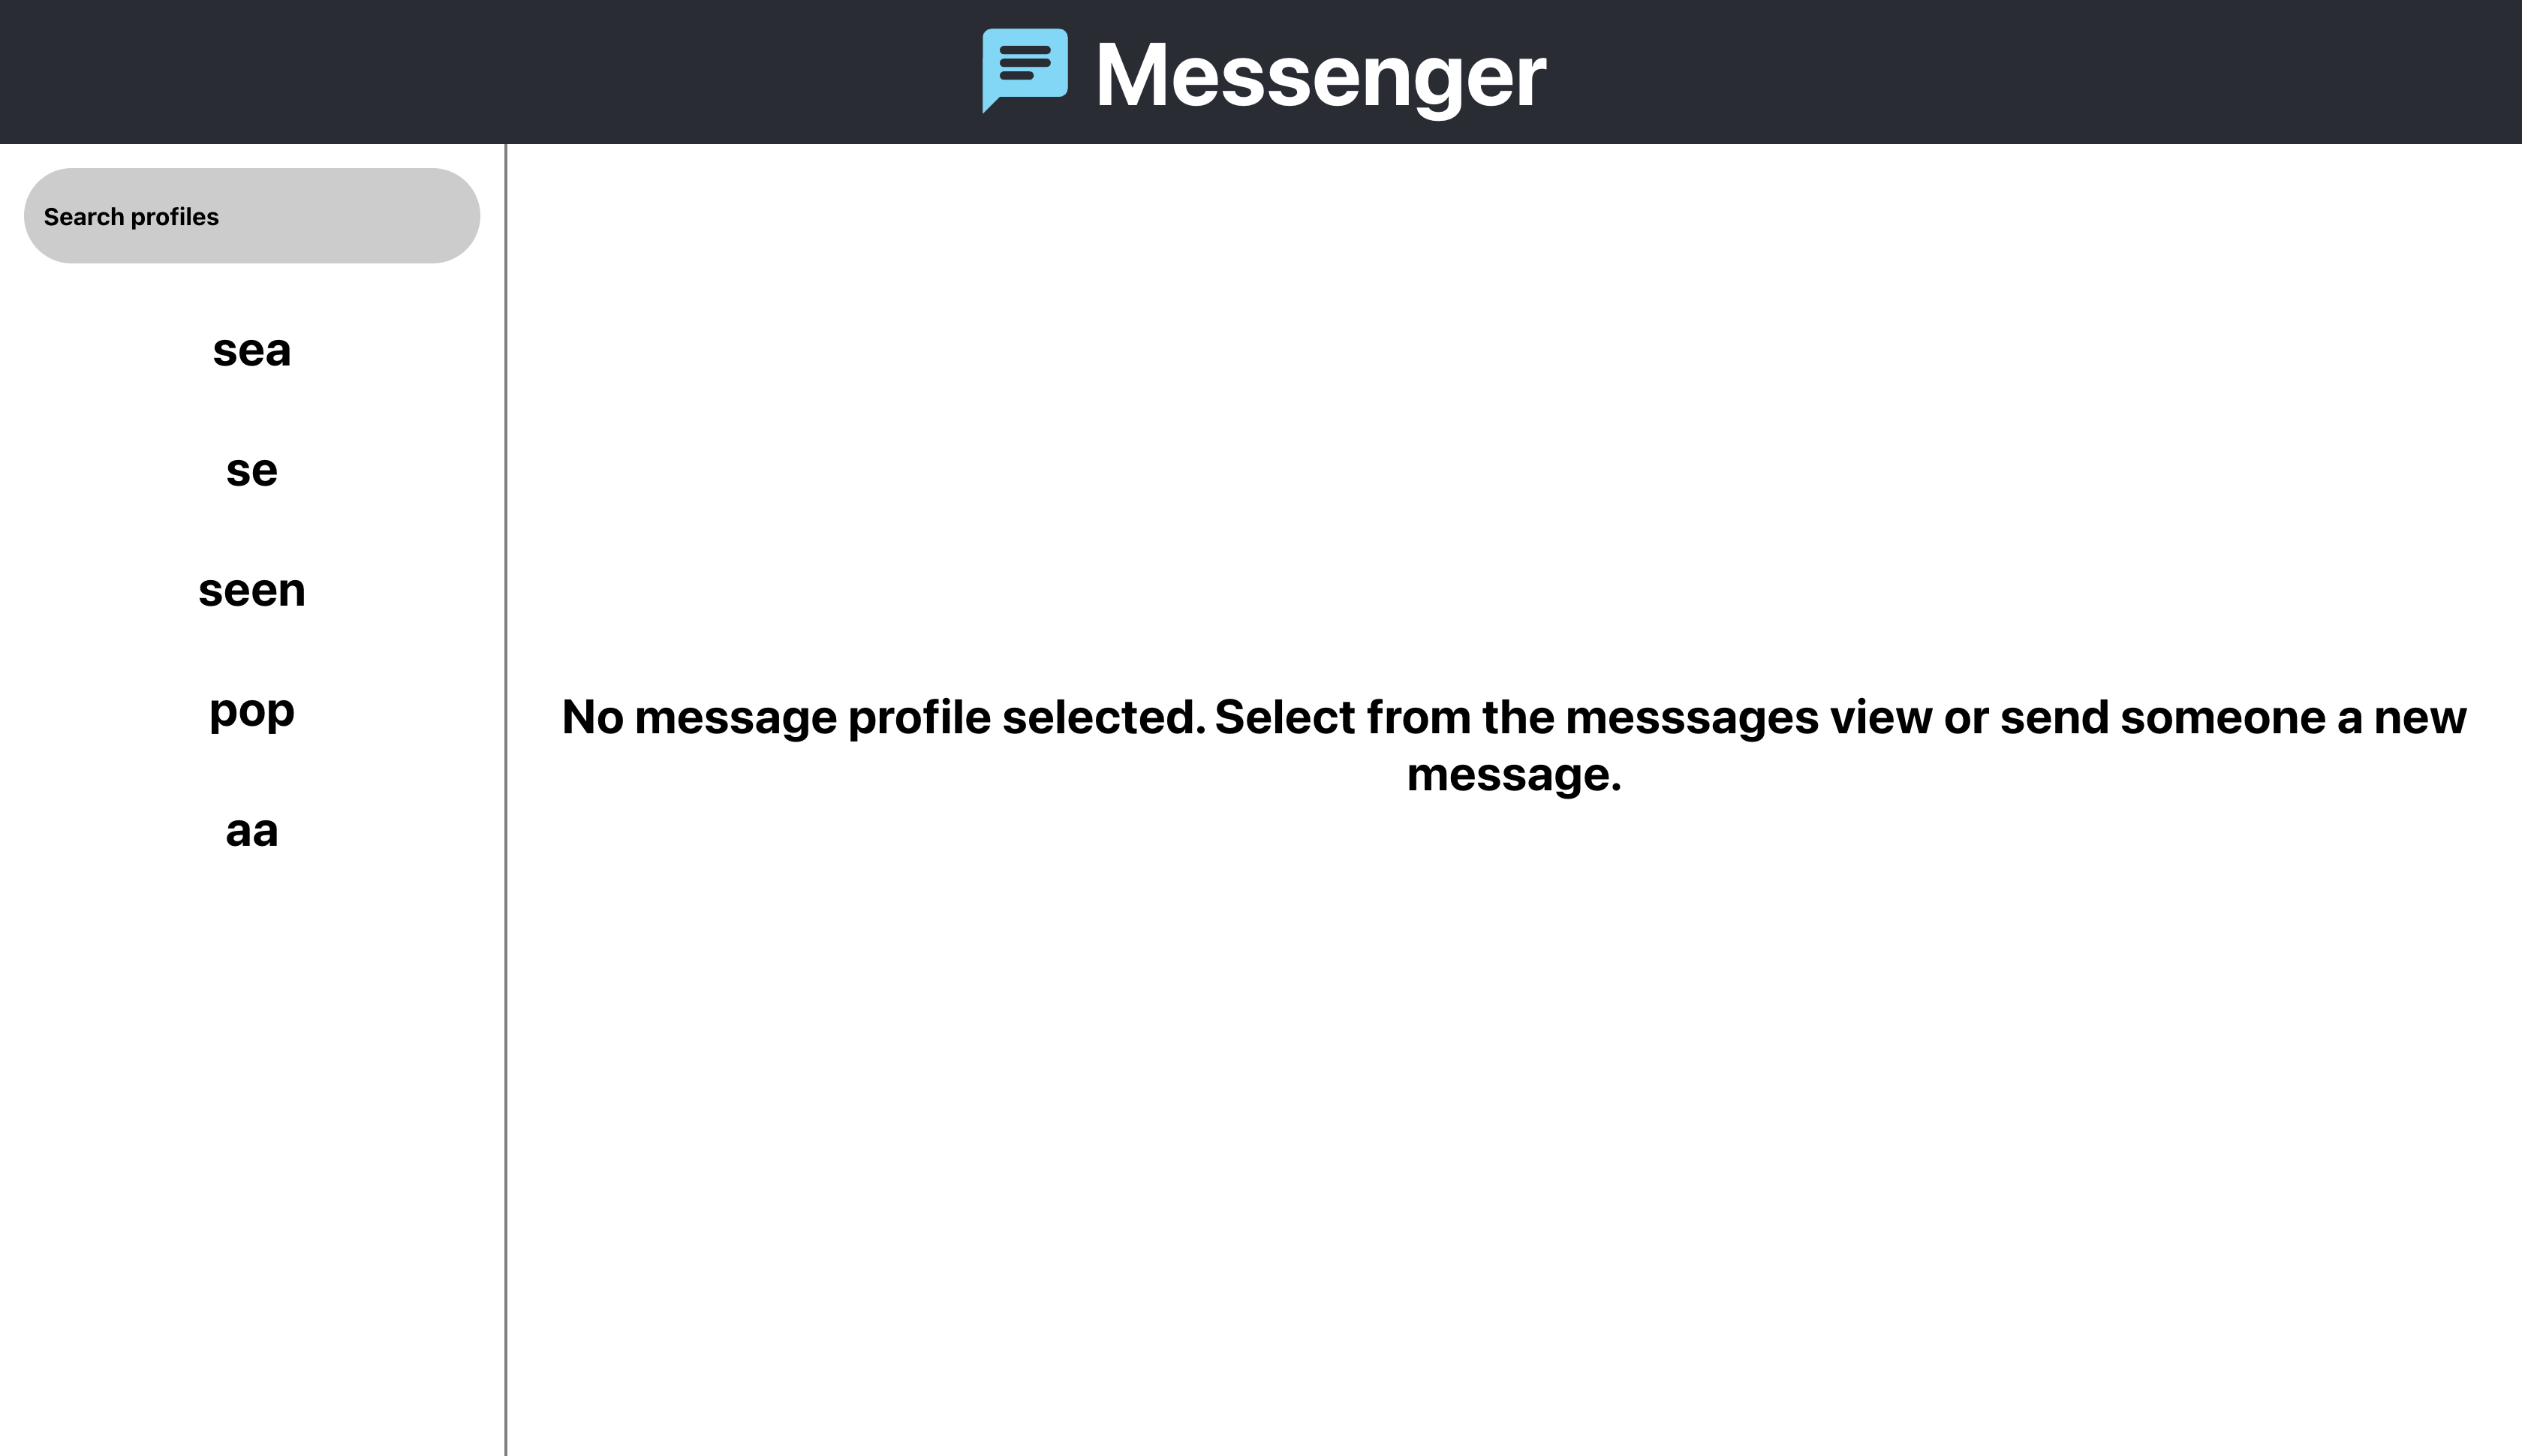 Messenger
Search profiles
sea
se
seen
pop
aa
No message profile selected. Select from the messsages view or send someone a new
message.